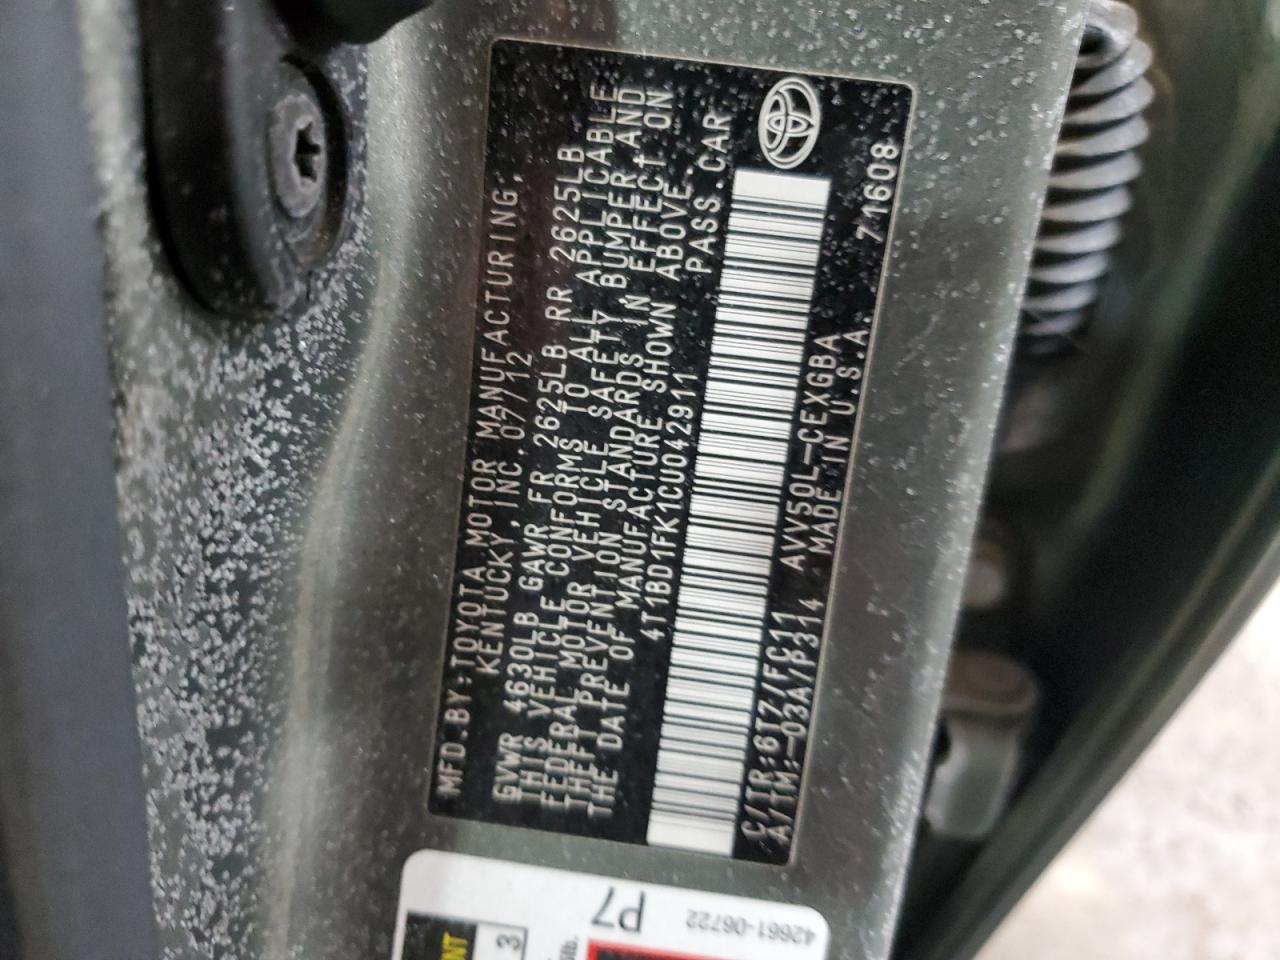 MFD.BY:TOYOTA MOTOR MANUFACTURING,
KENTUCKY,INC.07/12
GVWR 4630LB GAWR FR 2625LB RR 2625LB
THIS VEHICLE CONFORMS TO ALL APPLICABLE
FEDERAL MOTOR VEHICLE SAFETY BUMPER AND
THEFT PREVENTION STANDARDS IN EFFECT ON
THE DATE OF MANUFACTURE SHOWN ABOVE.
4T1BD1FK1CU042911 PASS.CAR
C/TR:6TZ/FC11 AVV50L-CEXGBA
A/TM:-03A/P314 MADE IN U.S.A. 71608
P7
42661-06722
3